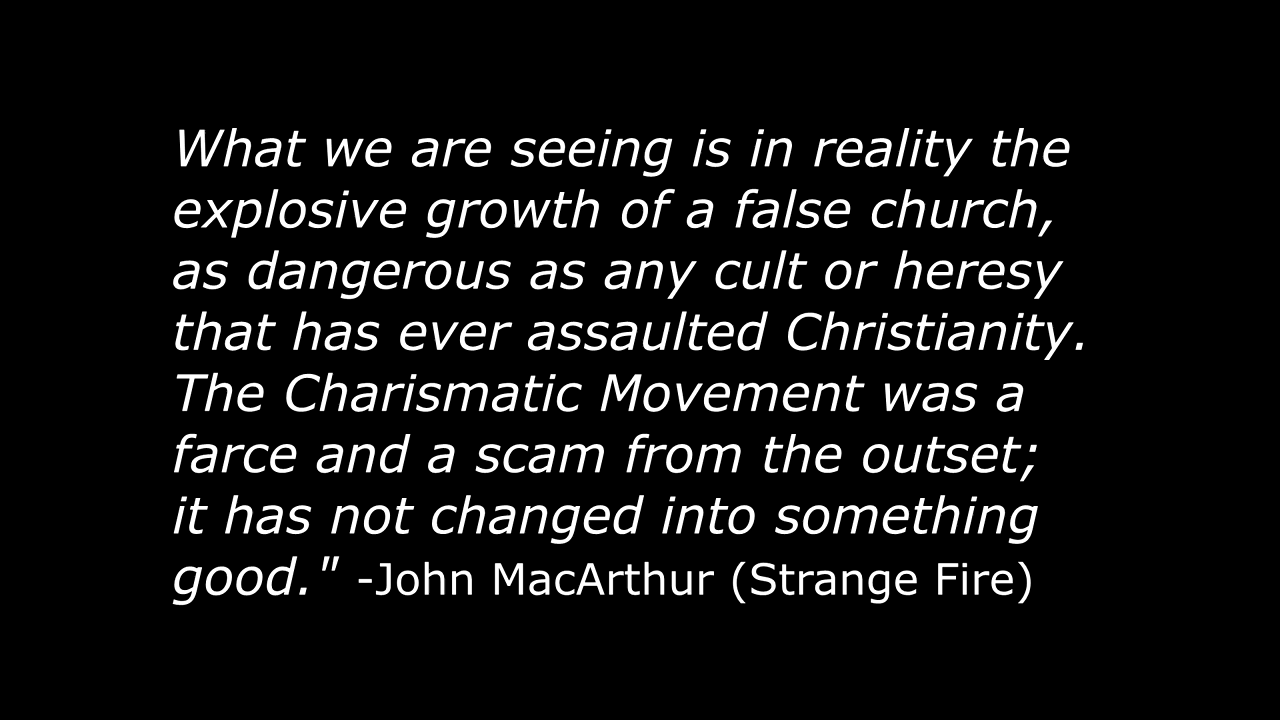 What we are seeing is in reality the
explosive growth of a false church,
as dangerous as any cult or heresy
that has ever assaulted Christianity.
The Charismatic Movement was a
farce and a scam from the outset;
it has not changed into something
good." -John MacArthur (Strange Fire)